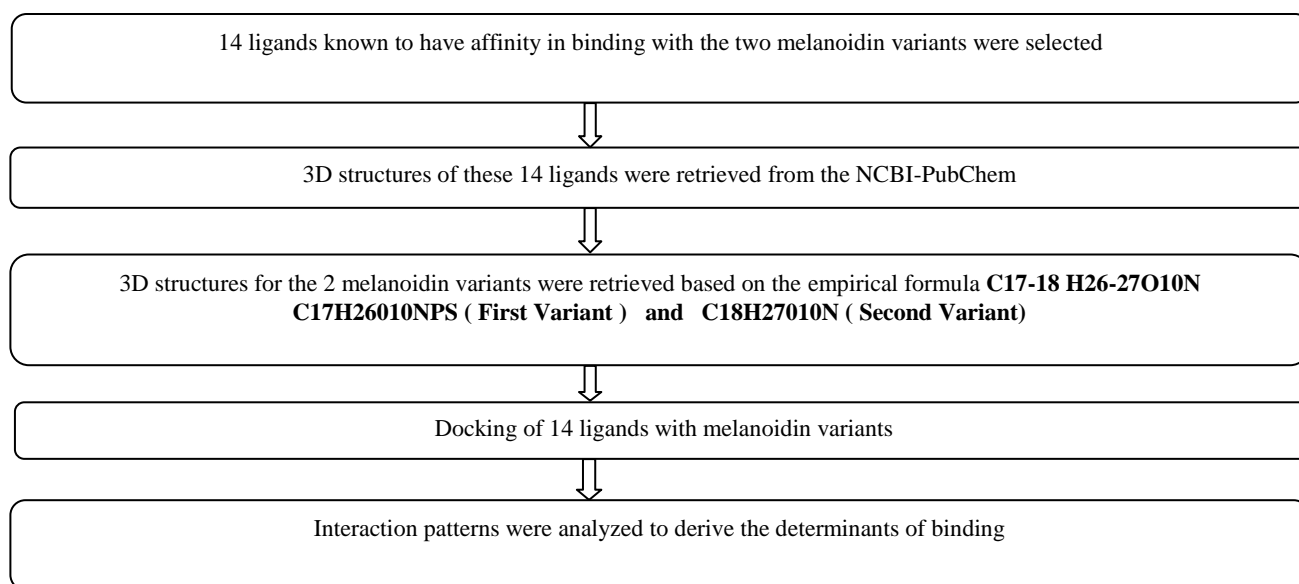 14 ligands known to have affinity in binding with the two melanoidin variants were selected
3D structures of these 14 ligands were retrieved from the NCBI-PubChem
3D structures for the 2 melanoidin variants were retrieved based on the empirical formula C17-18 H26-27O10N
C17H26010NPS ( First Variant ) and C18H27010N ( Second Variant)
Docking of 14 ligands with melanoidin variants
Interaction patterns were analyzed to derive the determinants of binding